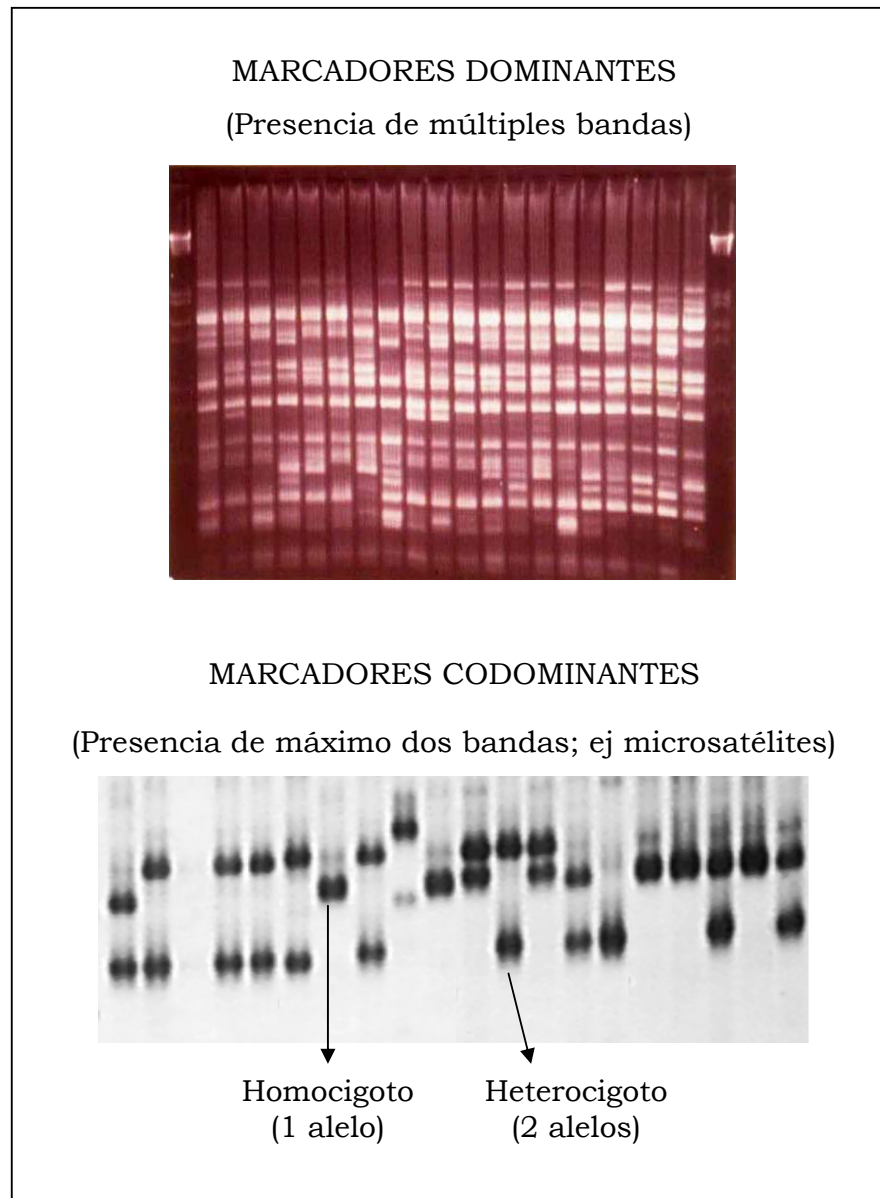 MARCADORES DOMINANTES
(Presencia de múltiples bandas)
MARCADORES CODOMINANTES
(Presencia de máximo dos bandas; ej microsatélites)
Homocigoto
(1 alelo)
Heterocigoto
(2 alelos)